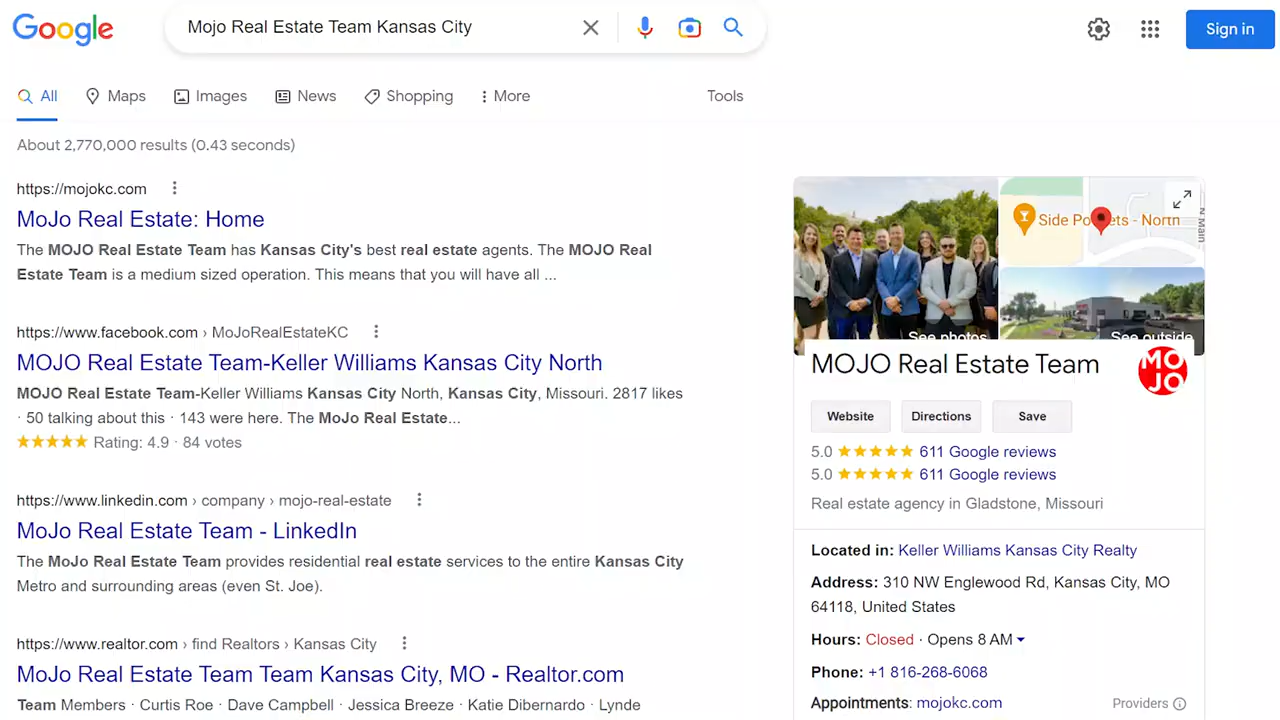 Google
Mojo Real Estate Team Kansas City
Sign in
All
Maps
Images
News
Shopping
More
Tools
About 2,770,000 results (0.43 seconds)
https://mojokc.com
MoJo Real Estate: Home
The MOJO Real Estate Team has Kansas City's best real estate agents. The MOJO Real
Estate Team is a medium sized operation. This means that you will have all ...
https://www.facebook.com › MoJoRealEstateKC
MOJO Real Estate Team-Keller Williams Kansas City North
MOJO Real Estate Team-Keller Williams Kansas City North, Kansas City, Missouri. 2817 likes
· 50 talking about this · 143 were here. The MoJo Real Estate...
Rating: 4.9 · 84 votes
https://www.linkedin.com › company › mojo-real-estate
MoJo Real Estate Team - LinkedIn
The MoJo Real Estate Team provides residential real estate services to the entire Kansas City
Metro and surrounding areas (even St. Joe).
https://www.realtor.com › find Realtors › Kansas City
MoJo Real Estate Team Team Kansas City, MO - Realtor.com
Team Members · Curtis Roe · Dave Campbell · Jessica Breeze · Katie Dibernardo · Lynde
Side Pockets - North
N Main
See photos
See outside
MOJO Real Estate Team
MO
JO
Website
Directions
Save
5.0 ★★★★★ 611 Google reviews
5.0 ★★★★★ 611 Google reviews
Real estate agency in Gladstone, Missouri
Located in: Keller Williams Kansas City Realty
Address: 310 NW Englewood Rd, Kansas City, MO
64118, United States
Hours: Closed · Opens 8 AM
Phone: +1 816-268-6068
Appointments: mojokc.com
Providers